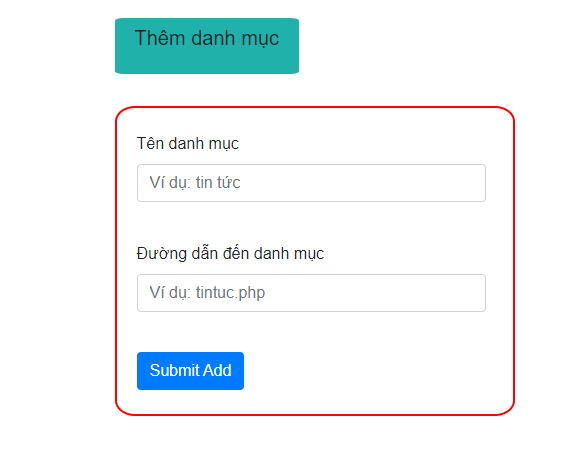 Thêm danh mục
Tên danh mục
Ví dụ: tin tức
Đường dẫn đến danh mục
Ví dụ: tintuc.php
Submit Add